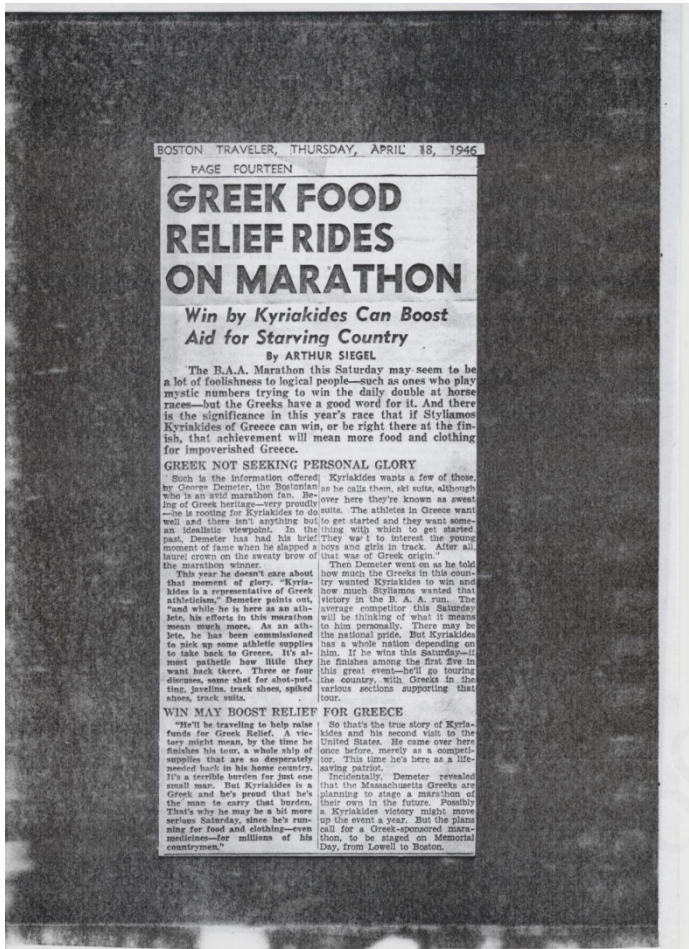 BOSTON TRAVELER, THURSDAY, APRIL 18, 1946
PAGE FOURTEEN
GREEK FOOD
RELIEF RIDES
ON MARATHON
Win by Kyriakides Can Boost
Aid for Starving Country
By ARTHUR SIEGEL
The B.A.A. Marathon this Saturday may seem to be
a lot of foolishness to logical people—such as ones who play
mystic numbers trying to win the daily double at horse
races—but the Greeks have a good word for it. And there
is the significance in this year's race that if Styliamos
Kyriakides of Greece can win, or be right there at the fin-
ish, that achievement will mean more food and clothing
for impoverished Greece.
GREEK NOT SEEKING PERSONAL GLORY
Such is the information offered
by George Demeter, the Bostonian
who is an avid marathon fan. Be-
ing of Greek heritage—very proudly
—he is rooting for Kyriakides to do
well and there isn't anything but
an idealistic viewpoint. In the
past, Demeter has had his brief
moment of fame when he slapped a
laurel crown on the sweaty brow of
the marathon winner.
This year he doesn't care about
that moment of glory. "Kyria-
kides is a representative of Greek
athleticism," Demeter points out,
"and while he is here as an ath-
lete, his efforts in this marathon
mean much more. As an ath-
lete, he has been commissioned
to pick up some athletic supplies
to take back to Greece. It's al-
most pathetic how little they
want back there. Three or four
discuses, some shot for shot-put-
ting, javelins, track shoes, spiked
shoes, track suits.
Kyriakides wants a few of those,
as he calls them, ski suits, although
over here they're known as sweat
suits. The athletes in Greece want
to get started and they want some-
thing with which to get started.
They want to interest the young
boys and girls in track. After all,
that was of Greek origin."
Then Demeter went on as he told
how much the Greeks in this coun-
try wanted Kyriakides to win and
how much Styliamos wanted that
victory in the B. A. A. run. The
average competitor this Saturday
will be thinking of what it means
to him personally. There may be
the national pride. But Kyriakides
has a whole nation depending on
him. If he wins this Saturday—if
he finishes among the first five in
this great event—he'll go touring
the country, with Greeks in the
various sections supporting that
tour.
WIN MAY BOOST RELIEF FOR GREECE
"He'll be traveling to help raise
funds for Greek Relief. A vic-
tory might mean, by the time he
finishes his tour, a whole ship of
supplies that are so desperately
needed back in his home country.
It's a terrible burden for just one
small man. But Kyriakides is a
Greek and he's proud that he's
the man to carry that burden.
That's why he may be a bit more
serious Saturday, since he's run-
ning for food and clothing—even
medicines—for millions of his
countrymen."
So that's the true story of Kyria-
kides and his second visit to the
United States. He came over here
once before, merely as a competi-
tor. This time he's here as a life-
saving patriot.
Incidentally, Demeter revealed
that the Massachusetts Greeks are
planning to stage a marathon of
their own in the future. Possibly
a Kyriakides victory might move
up the event a year. But the plans
call for a Greek-sponsored mara-
thon, to be staged on Memorial
Day, from Lowell to Boston.